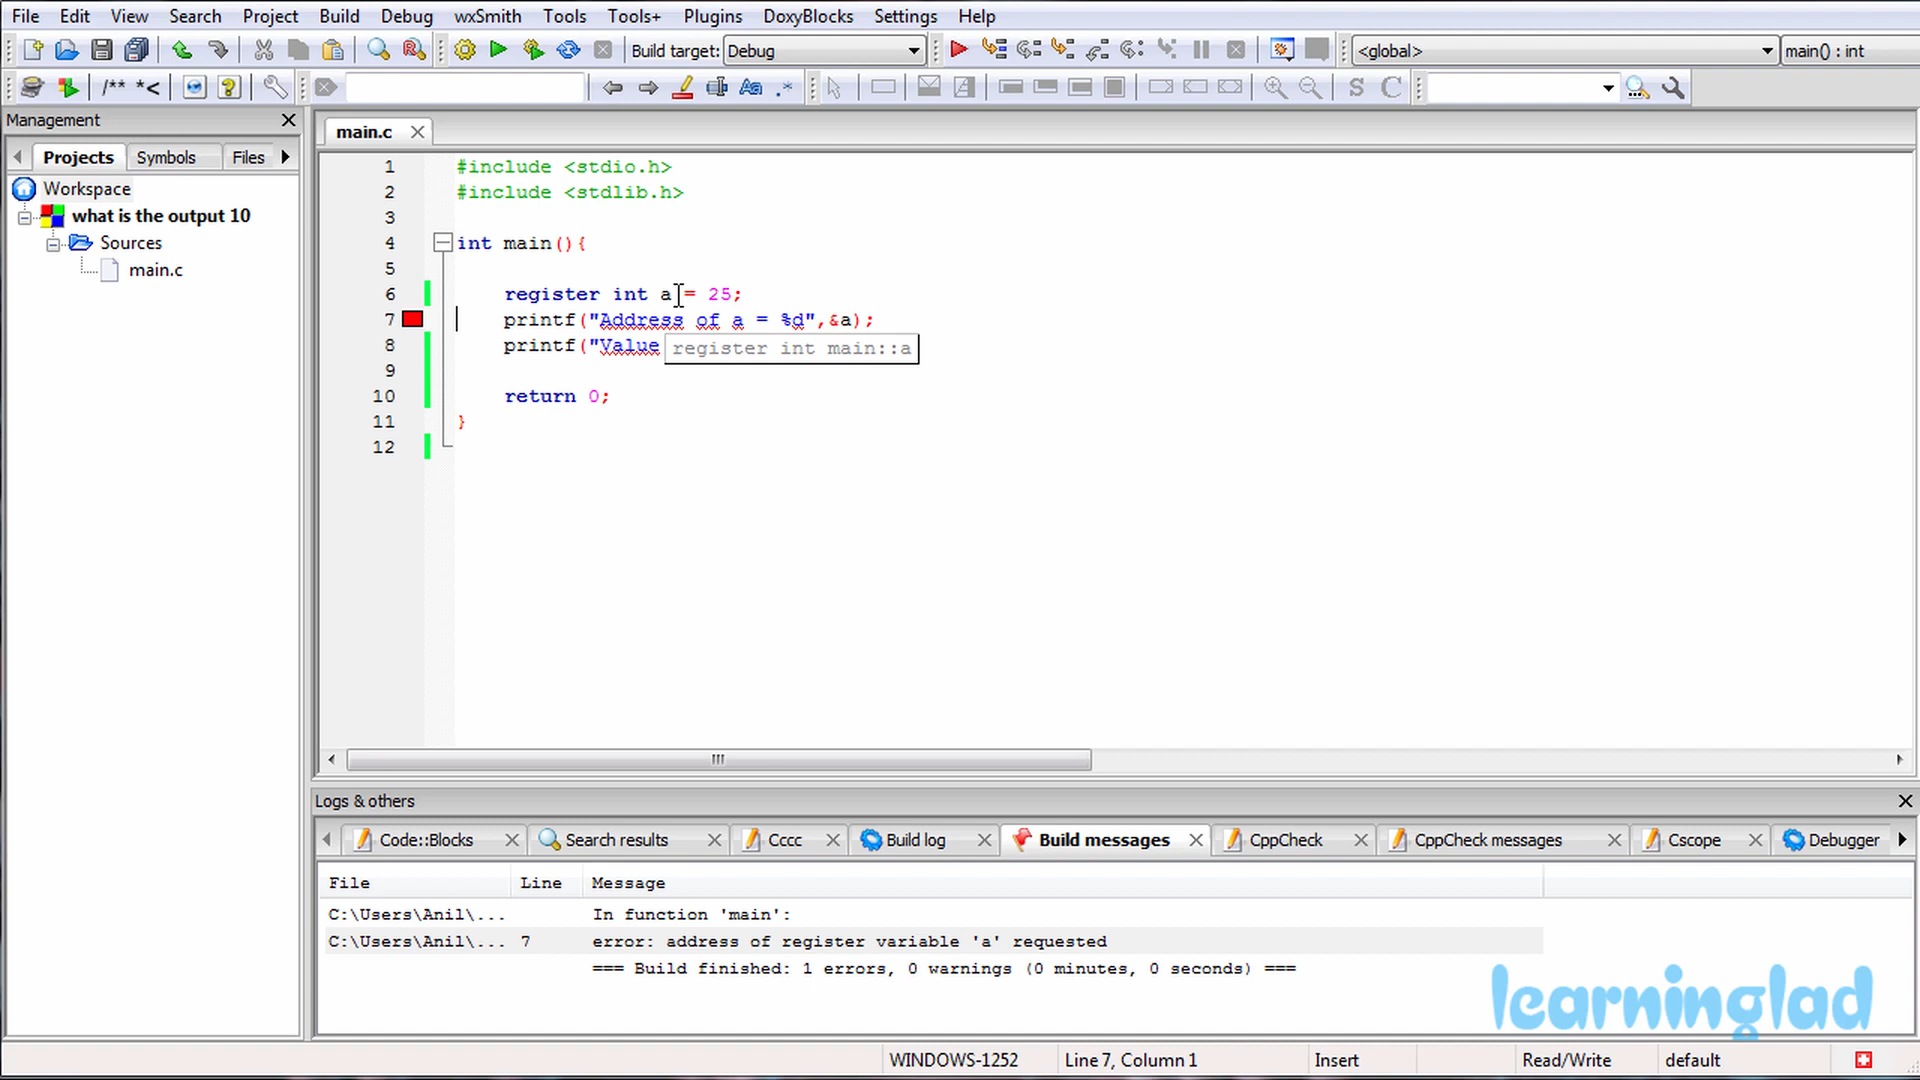 File Edit View Search Project Build Debug wxSmith Tools Tools+ Plugins DoxyBlocks Settings Help
Build target: Debug <global> main() : int
/** *< Aa .* S C
Management
Projects Symbols Files
Workspace
what is the output 10
Sources
main.c
main.c
1 #include <stdio.h>
2 #include <stdlib.h>
3
4 int main(){
5
6 register int a = 25;
7 printf("Address of a = %d",&a);
8 printf("Value
register int main::a
9
10 return 0;
11 }
12
Logs & others
Code::Blocks Search results Cccc Build log Build messages CppCheck CppCheck messages Cscope Debugger
File Line Message
C:\Users\Anil\... In function 'main':
C:\Users\Anil\... 7 error: address of register variable 'a' requested
=== Build finished: 1 errors, 0 warnings (0 minutes, 0 seconds) ===
learninglad
WINDOWS-1252 Line 7, Column 1 Insert Read/Write default